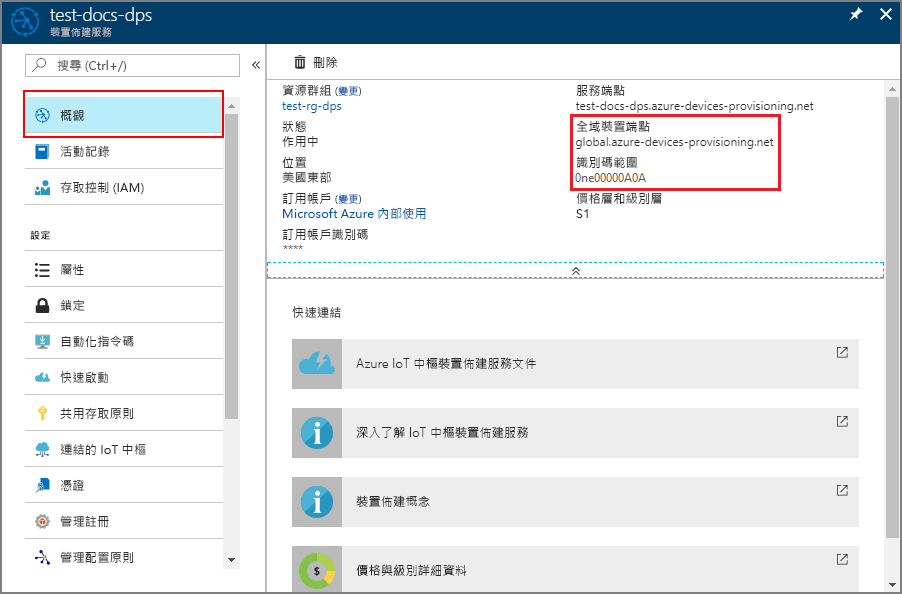 test-docs-dps
裝置佈建服務
搜尋 (Ctrl+/)
概觀
活動記錄
存取控制 (IAM)
設定
屬性
鎖定
自動化指令碼
快速啟動
共用存取原則
連結的 IoT 中樞
憑證
管理註冊
管理配置原則
刪除
資源群組 (變更)
test-rg-dps
狀態
作用中
位置
美國東部
訂用帳戶 (變更)
Microsoft Azure 內部使用
訂用帳戶識別碼
****
服務端點
test-docs-dps.azure-devices-provisioning.net
全域裝置端點
global.azure-devices-provisioning.net
識別碼範圍
0ne00000A0A
價格層和級別層
S1
快速連結
Azure IoT 中樞裝置佈建服務文件
深入了解 IoT 中樞裝置佈建服務
裝置佈建概念
價格與級別詳細資料